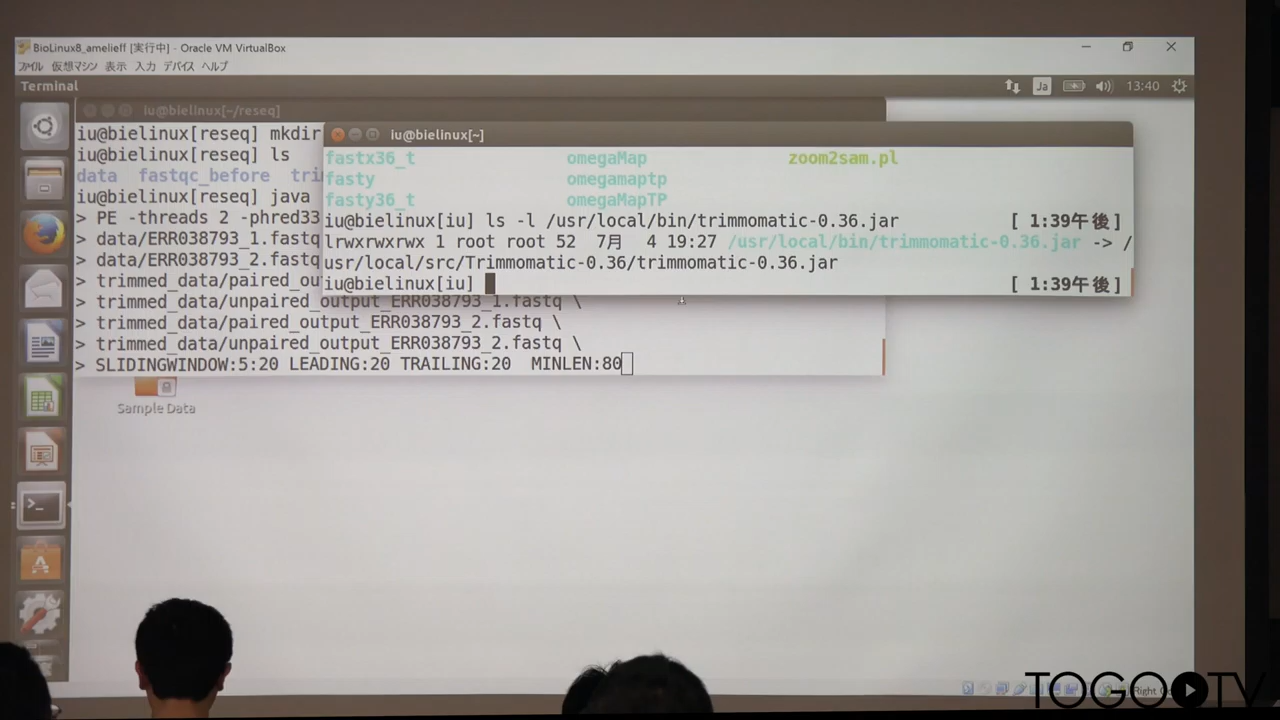 BioLinux8_amelieff [実行中] - Oracle VM VirtualBox
ファイル 仮想マシン 表示 入力 デバイス ヘルプ
Terminal
Ja
13:40
iu@bielinux[~/reseq]
iu@bielinux[reseq] mkdir
iu@bielinux[reseq] ls
data fastqc_before tri
iu@bielinux[reseq] java
> PE -threads 2 -phred33
> data/ERR038793_1.fastq
> data/ERR038793_2.fastq
> trimmed_data/paired_ou
> trimmed_data/unpaired_output_ERR038793_1.fastq \
> trimmed_data/paired_output_ERR038793_2.fastq \
> trimmed_data/unpaired_output_ERR038793_2.fastq \
> SLIDINGWINDOW:5:20 LEADING:20 TRAILING:20 MINLEN:80
iu@bielinux[~]
fastx36_t omegaMap zoom2sam.pl
fasty omegamaptp
fasty36_t omegaMapTP
iu@bielinux[iu] ls -l /usr/local/bin/trimmomatic-0.36.jar [ 1:39午後]
lrwxrwxrwx 1 root root 52 7月 4 19:27 /usr/local/bin/trimmomatic-0.36.jar -> /
usr/local/src/Trimmomatic-0.36/trimmomatic-0.36.jar
iu@bielinux[iu] [ 1:39午後]
Sample Data
Right
TOGOTV